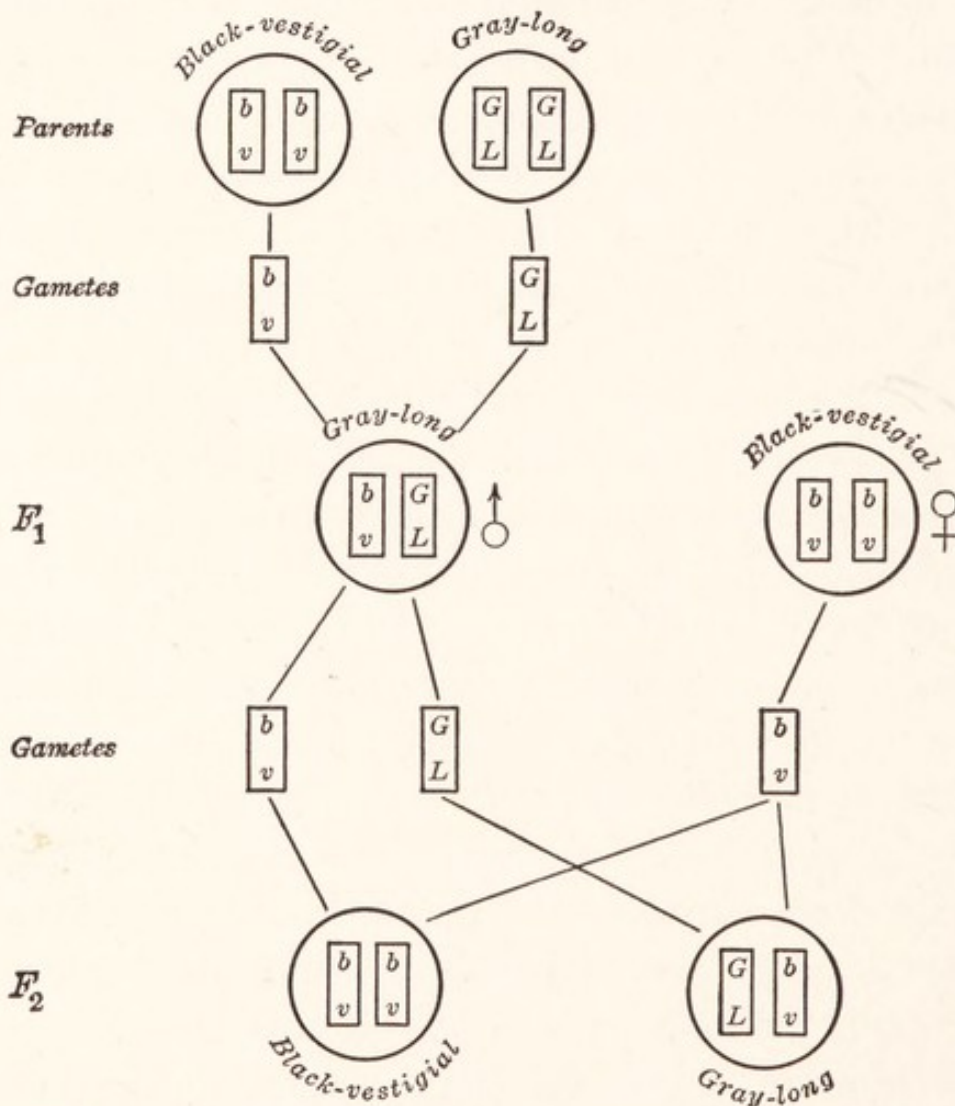 Black-vestigial Gray-long
Parents
b b G G
v v L L
Gametes
b G
v L
Gray-long Black-vestigial
F₁
b G ♂ b b ♀
v L v v
Gametes
b G b
v L v
F₂
b b G b
v v L v
Black-vestigial Gray-long